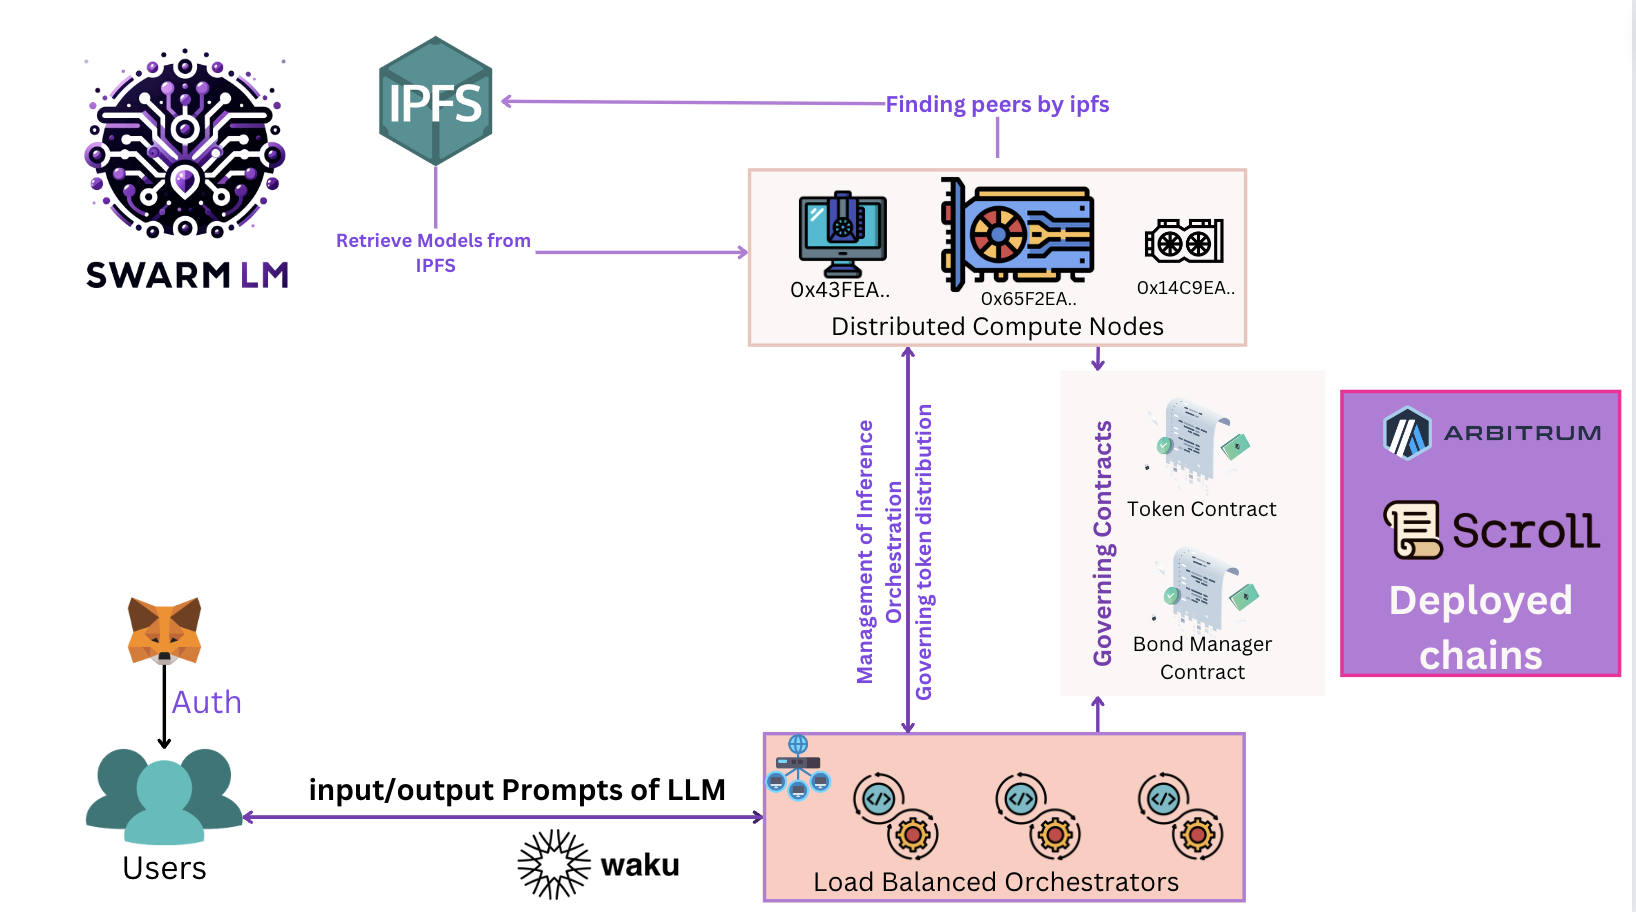 IPFS
Finding peers by ipfs
SWARM LM
Retrieve Models from
IPFS
0x43FEA..
0x65F2EA..
0x14C9EA..
Distributed Compute Nodes
Management of Inference
Orchestration
Governing token distribution
Governing Contracts
Token Contract
Bond Manager
Contract
ARBITRUM
Scroll
Deployed
chains
Auth
Users
input/output Prompts of LLM
waku
</> 
</>
</>
Load Balanced Orchestrators